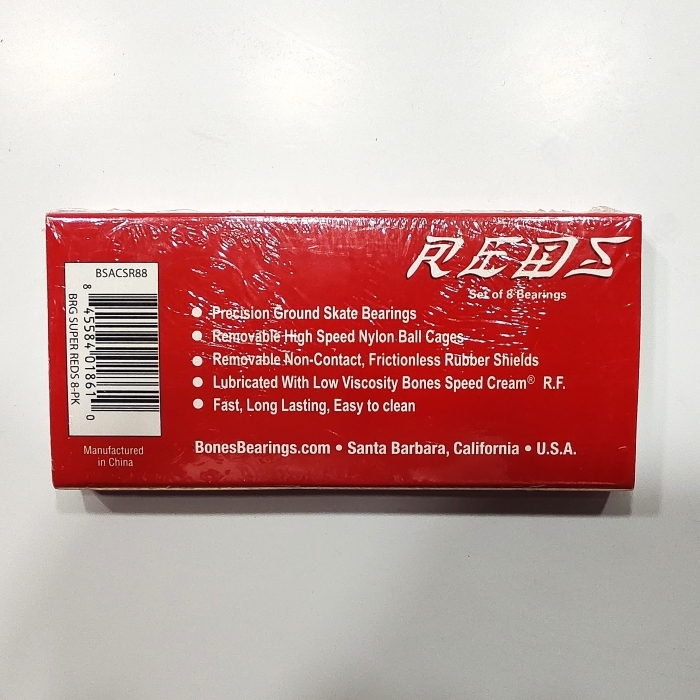 REDS
Set of 8 Bearings
BSACSR88
8 45584 01861 0
BRG SUPER REDS 8-PK
Manufactured
in China
Precision Ground Skate Bearings
Removable High Speed Nylon Ball Cages
Removable Non-Contact, Frictionless Rubber Shields
Lubricated With Low Viscosity Bones Speed Cream® R.F.
Fast, Long Lasting, Easy to clean
BonesBearings.com • Santa Barbara, California • U.S.A.